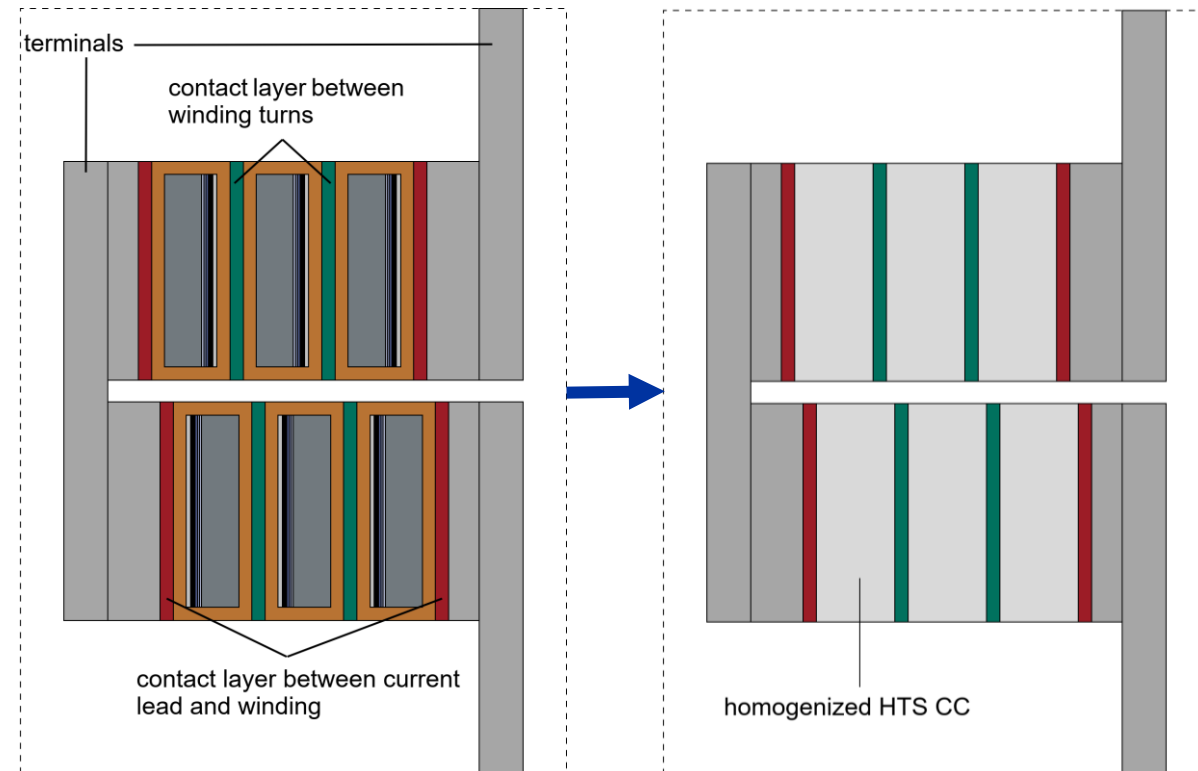 terminals
contact layer between
winding turns
contact layer between current
lead and winding
homogenized HTS CC